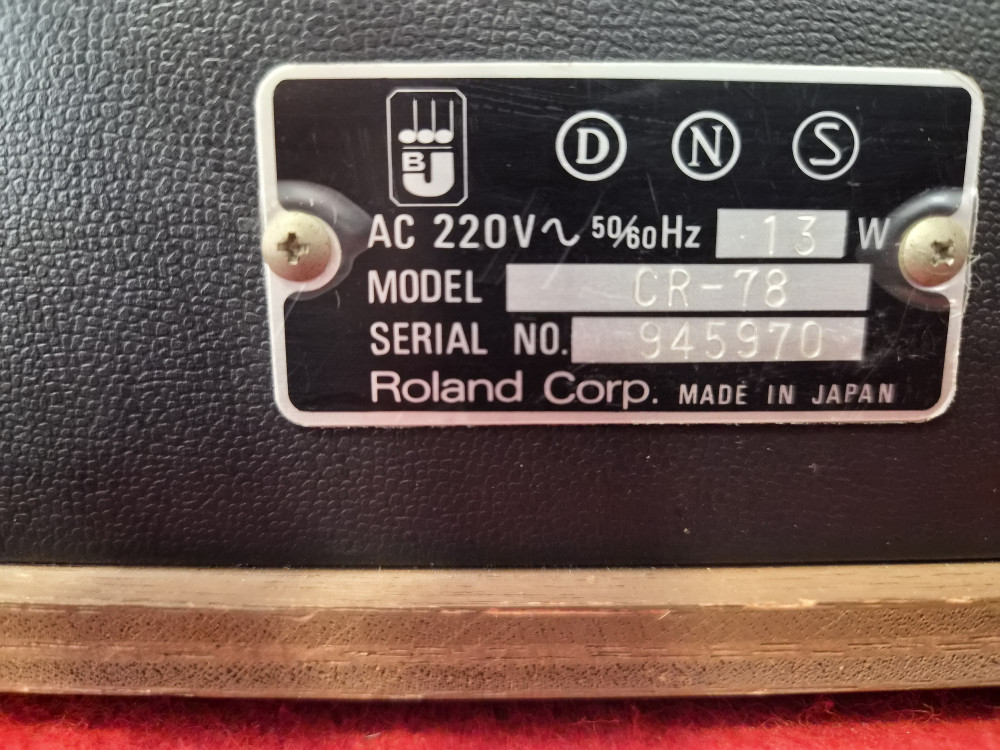 BJ D N S
AC 220V~ 50/60Hz 13 W
MODEL CR-78
SERIAL NO. 945970
Roland Corp. MADE IN JAPAN